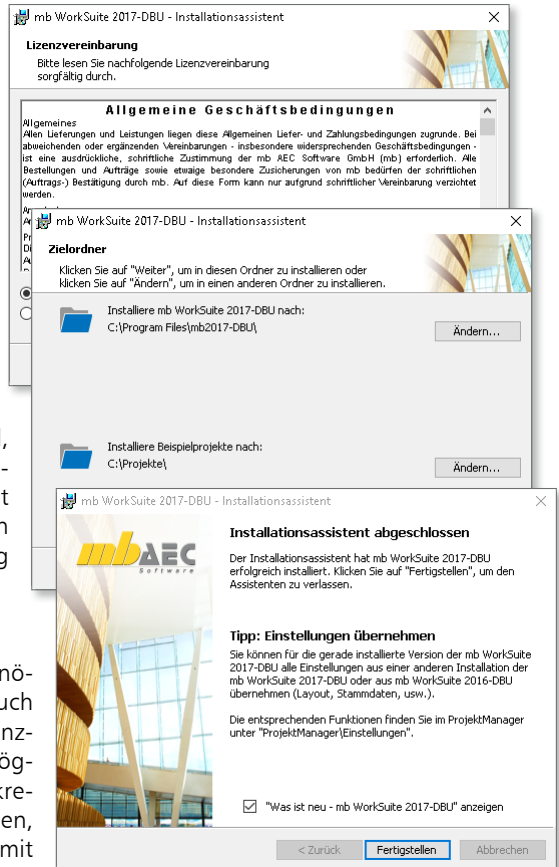 mb WorkSuite 2017-DBU - Installationsassistent
Lizenzvereinbarung
Bitte lesen Sie nachfolgende Lizenzvereinbarung
sorgfältig durch.
Allgemeine Geschäftsbedingungen
Allgemeines
Allen Lieferungen und Leistungen liegen diese Allgemeinen Liefer- und Zahlungsbedingungen zugrunde. Bei
abweichenden oder ergänzenden Vereinbarungen - insbesondere widersprechenden Geschäftsbedingungen -
ist eine ausdrückliche, schriftliche Zustimmung der mb AEC Software GmbH (mb) erforderlich. Alle
Bestellungen und Aufträge sowie etwaige besondere Zusicherungen von mb bedürfen der schriftlichen
(Auftrags-) Bestätigung durch mb. Auf diese Form kann nur aufgrund schriftlicher Vereinbarung verzichtet
werden.
mb WorkSuite 2017-DBU - Installationsassistent
Zielordner
Klicken Sie auf "Weiter", um in diesen Ordner zu installieren oder
klicken Sie auf "Ändern", um in einen anderen Ordner zu installieren.
Installiere mb WorkSuite 2017-DBU nach:
C:\Program Files\mb2017-DBU\
Ändern...
Installiere Beispielprojekte nach:
C:\Projekte\
Ändern...
mb WorkSuite 2017-DBU - Installationsassistent
mb AEC
Software
Installationsassistent abgeschlossen
Der Installationsassistent hat mb WorkSuite 2017-DBU
erfolgreich installiert. Klicken Sie auf "Fertigstellen", um den
Assistenten zu verlassen.
Tipp: Einstellungen übernehmen
Sie können für die gerade installierte Version der mb WorkSuite
2017-DBU alle Einstellungen aus einer anderen Installation der
mb WorkSuite 2017-DBU oder aus mb WorkSuite 2016-DBU
übernehmen (Layout, Stammdaten, usw.).
Die entsprechenden Funktionen finden Sie im ProjektManager
unter "ProjektManager\Einstellungen".
"Was ist neu - mb WorkSuite 2017-DBU" anzeigen
< Zurück
Fertigstellen
Abbrechen
t
n
g
nö-
uch
nz-
ög-
kre-
en,
mit